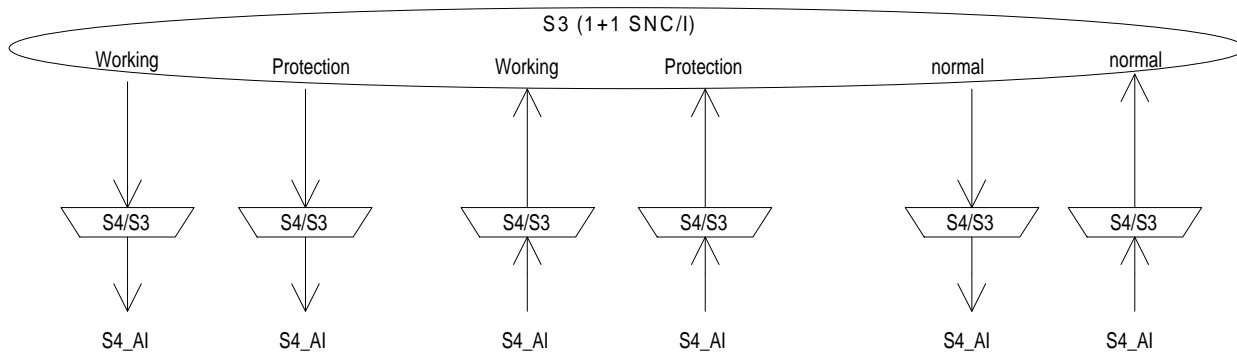 S3 (1+1 SNC/I)
Working Protection Working Protection normal normal
S4/S3 S4/S3 S4/S3 S4/S3 S4/S3 S4/S3
S4_AI S4_AI S4_AI S4_AI S4_AI S4_AI